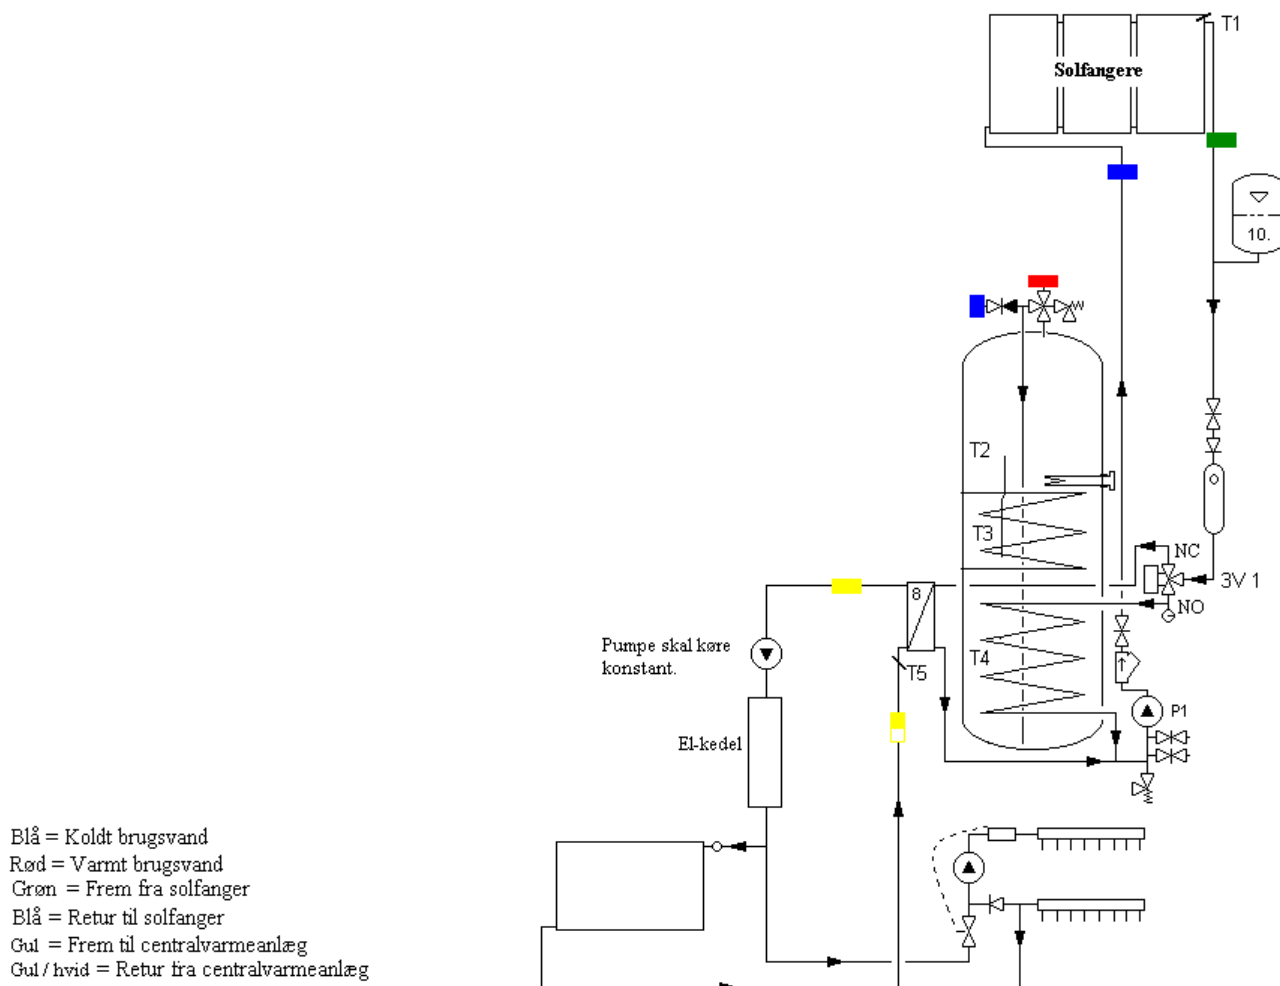 T1
Solfangere
10.
T2
T3
NC
3V 1
8
NO
Pumpe skal køre
konstant.
T4
T5
P1
El-kedel
Blå = Koldt brugsvand
Rød = Varmt brugsvand
Grøn = Frem fra solfanger
Blå = Retur til solfanger
Gul = Frem til centralvarmeanlæg
Gul / hvid = Retur fra centralvarmeanlæg